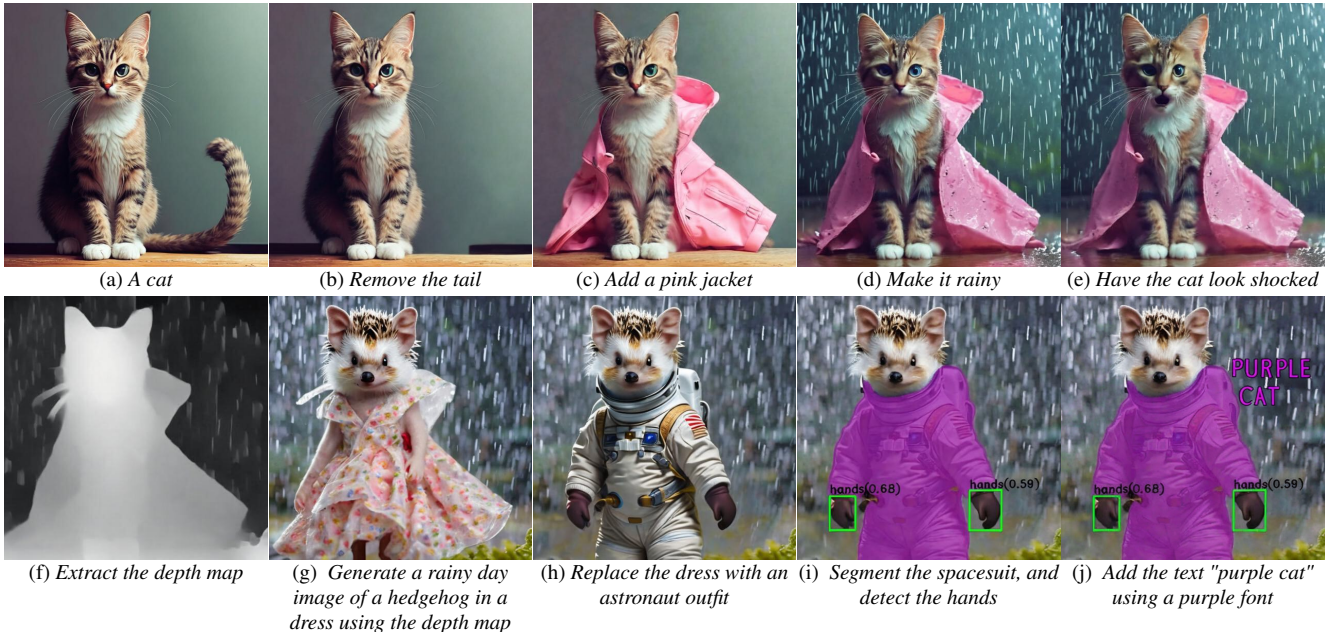 (a) A cat
(b) Remove the tail
(c) Add a pink jacket
(d) Make it rainy
(e) Have the cat look shocked
hands(0.68)
hands(0.59)
PURPLE
CAT
hands(0.68)
hands(0.59)
(f) Extract the depth map
(g) Generate a rainy day
image of a hedgehog in a
dress using the depth map
(h) Replace the dress with an
astronaut outfit
(i) Segment the spacesuit, and
detect the hands
(j) Add the text "purple cat"
using a purple font